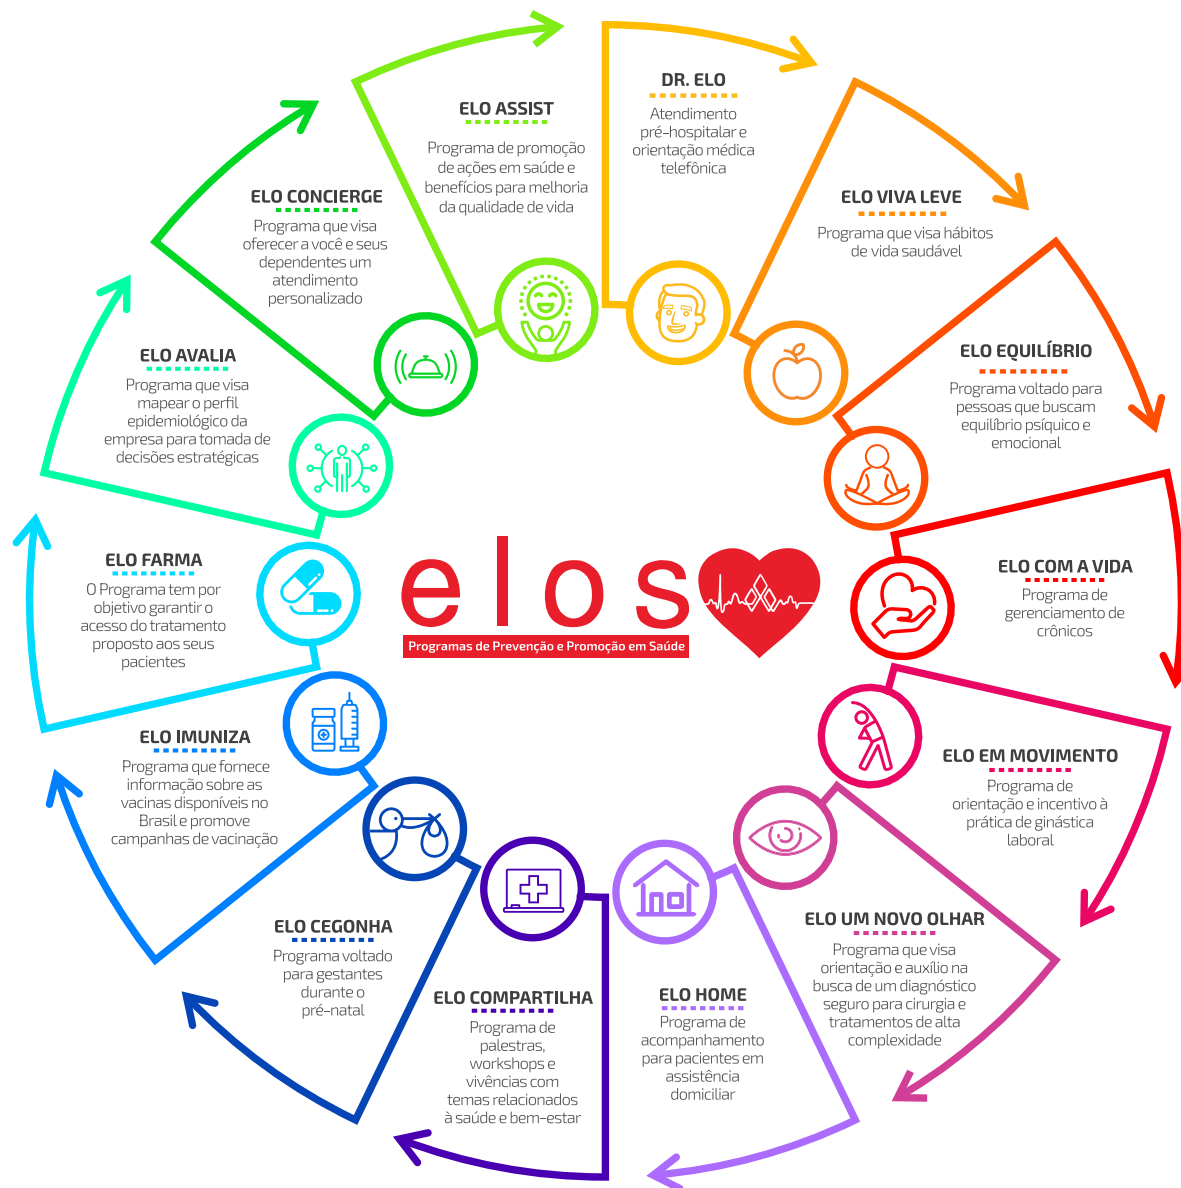 DR. ELO
Atendimento
pré-hospitalar e
orientação médica
telefônica
ELO VIVA LEVE
Programa que visa hábitos
de vida saudável
ELO EQUILÍBRIO
Programa voltado para
pessoas que buscam
equilíbrio psíquico e
emocional
ELO COM A VIDA
Programa de
gerenciamento de
crônicos
ELO EM MOVIMENTO
Programa de
orientação e incentivo à
prática de ginástica
laboral
ELO UM NOVO OLHAR
Programa que visa
orientação e auxílio na
busca de um diagnóstico
seguro para cirurgia e
tratamentos de alta
complexidade
ELO HOME
Programa de
acompanhamento
para pacientes em
assistência
domiciliar
ELO COMPARTILHA
Programa de
palestras,
workshops e
vivências com
temas relacionados
à saúde e bem-estar
ELO CEGONHA
Programa voltado
para gestantes
durante o
pré-natal
ELO IMUNIZA
Programa que fornece
informação sobre as
vacinas disponíveis no
Brasil e promove
campanhas de vacinação
ELO FARMA
O Programa tem por
objetivo garantir o
acesso do tratamento
proposto aos seus
pacientes
ELO AVALIA
Programa que visa
mapear o perfil
epidemiológico da
empresa para tomada de
decisões estratégicas
ELO CONCIERGE
Programa que visa
oferecer a você e seus
dependentes um
atendimento
personalizado
ELO ASSIST
Programa de promoção
de ações em saúde e
benefícios para melhoria
da qualidade de vida
elos
Programas de Prevenção e Promoção em Saúde